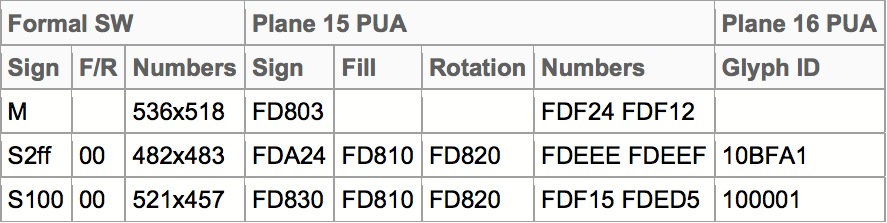 Formal SW Plane 15 PUA Plane 16 PUA
Sign F/R Numbers Sign Fill Rotation Numbers Glyph ID
M 536x518 FD803 FDF24 FDF12
S2ff 00 482x483 FDA24 FD810 FD820 FDEEE FDEEF 10BFA1
S100 00 521x457 FD830 FD810 FD820 FDF15 FDED5 100001